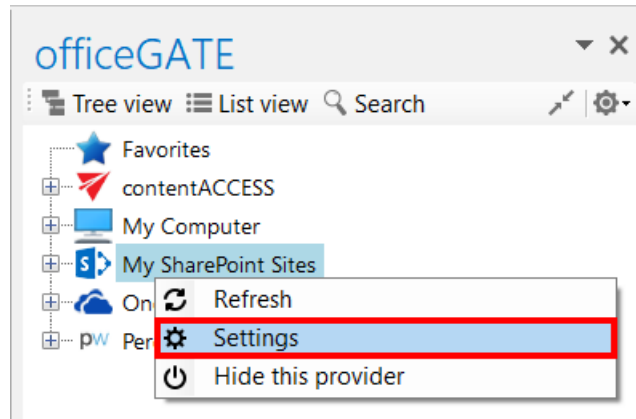 officeGATE
Tree view List view Search
Favorites
contentACCESS
My Computer
My SharePoint Sites
Refresh
Settings
Hide this provider